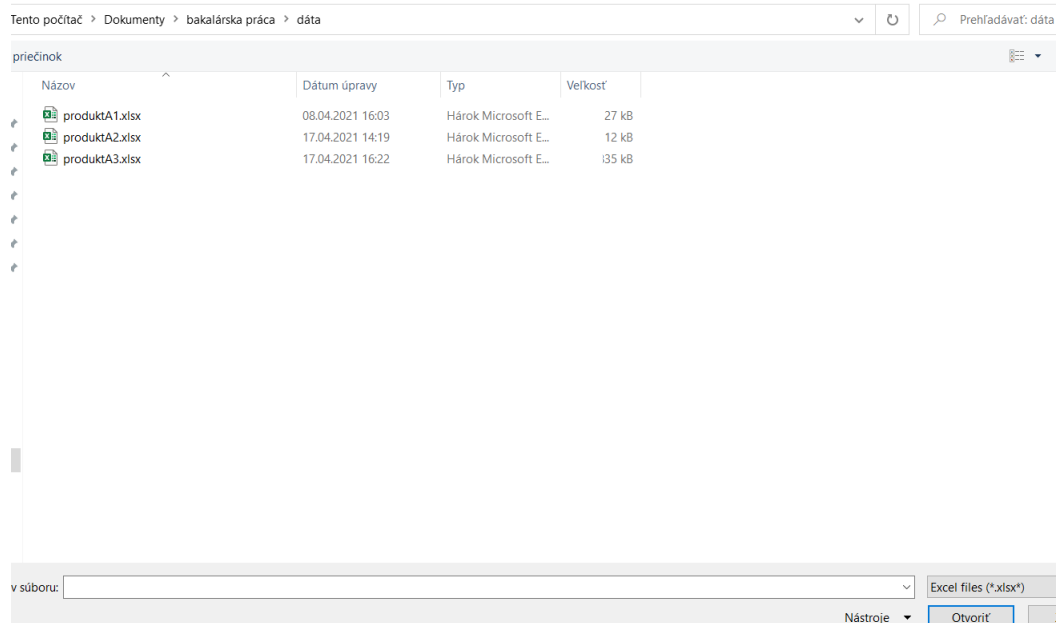 Tento počítač > Dokumenty > bakalárska práca > dáta Prehľadávať: dáta
priečinok
Názov Dátum úpravy Typ Veľkosť
produktA1.xlsx 08.04.2021 16:03 Hárok Microsoft E... 27 kB
produktA2.xlsx 17.04.2021 14:19 Hárok Microsoft E... 12 kB
produktA3.xlsx 17.04.2021 16:22 Hárok Microsoft E... 35 kB
v súboru: Excel files (*.xlsx*)
Nástroje Otvoriť